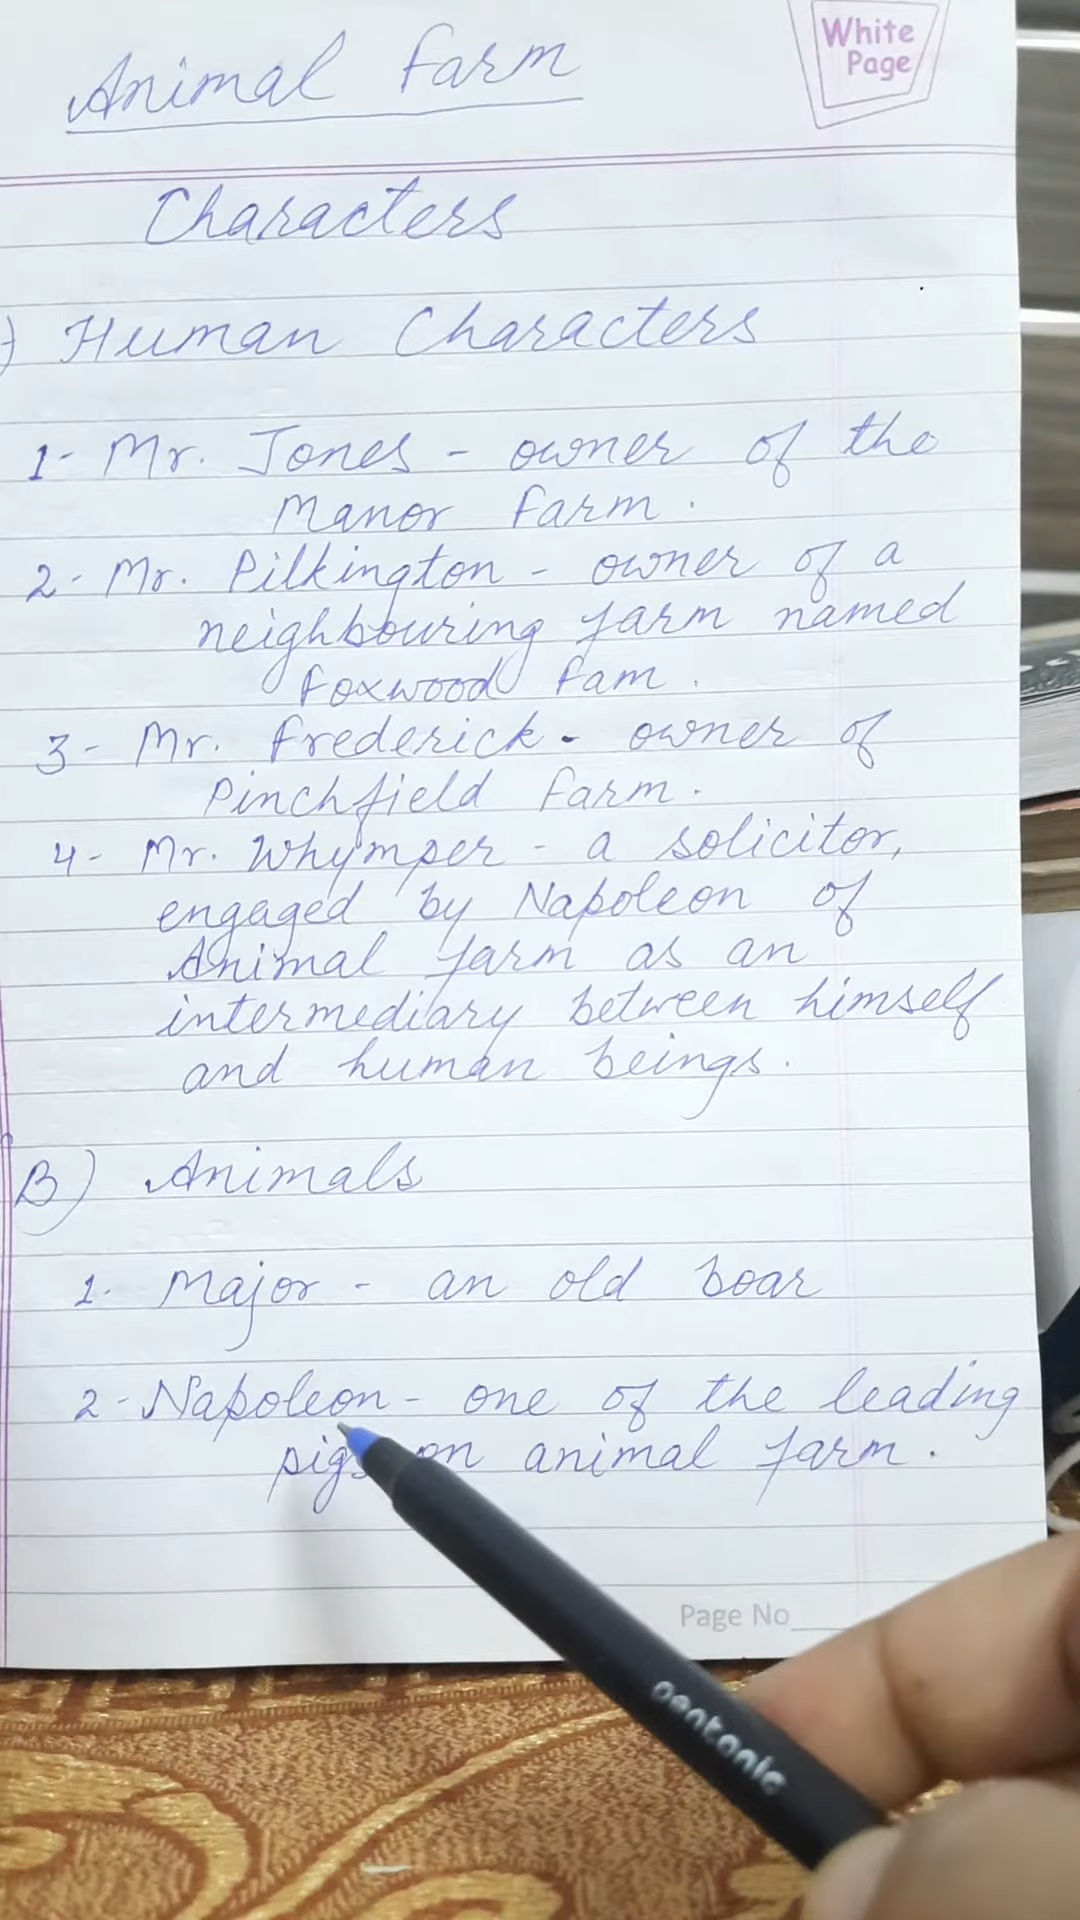 White
Page
Animal Farm
Characters
) Human Characters
1- Mr. Jones - owner of the
Manor Farm.
2- Mr. Pilkington - owner of a
neighbouring farm named
Foxwood Fam.
3- Mr. Frederick - owner of
Pinchfield Farm.
4- Mr. Whymper - a solicitor,
engaged by Napoleon of
Animal farm as an
intermediary between himself
and human beings.
B) Animals
1. Major - an old boar
2- Napoleon - one of the leading
pigs on animal farm.
Page No
pentonic